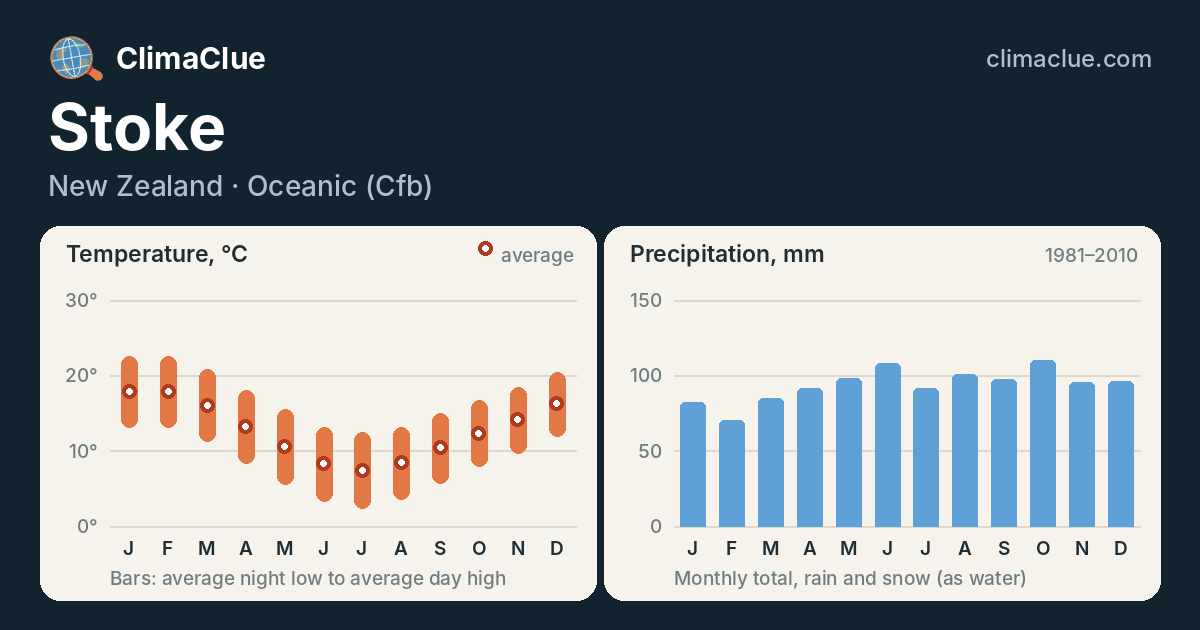 ClimaClue
climaclue.com
Stoke
New Zealand · Oceanic (Cfb)
Temperature, °C
average
30°
20°
10°
0°
J F M A M J J A S O N D
Bars: average night low to average day high
Precipitation, mm
1981–2010
150
100
50
0
J F M A M J J A S O N D
Monthly total, rain and snow (as water)